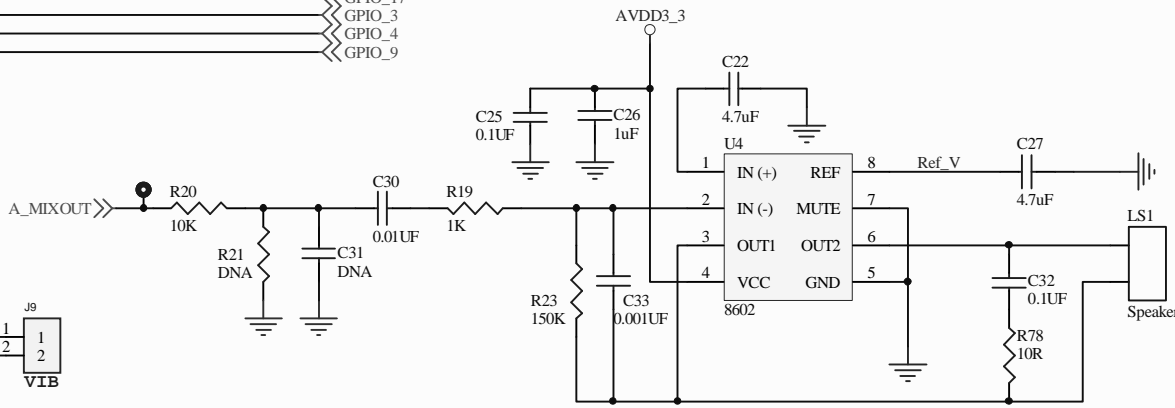 GPIO_17
GPIO_3
GPIO_4
GPIO_9
AVDD3_3
C22
4.7uF
C25
0.1UF
C26
1uF
U4
1
IN (+)
REF
8
Ref_V
C27
4.7uF
A_MIXOUT
R20
10K
C30
0.01UF
R19
1K
2
IN (-)
MUTE
7
LS1
R21
DNA
C31
DNA
3
OUT1
OUT2
6
4
VCC
GND
5
8602
R23
150K
C33
0.001UF
C32
0.1UF
Speaker
R78
10R
J9
1
1
2
2
VIB